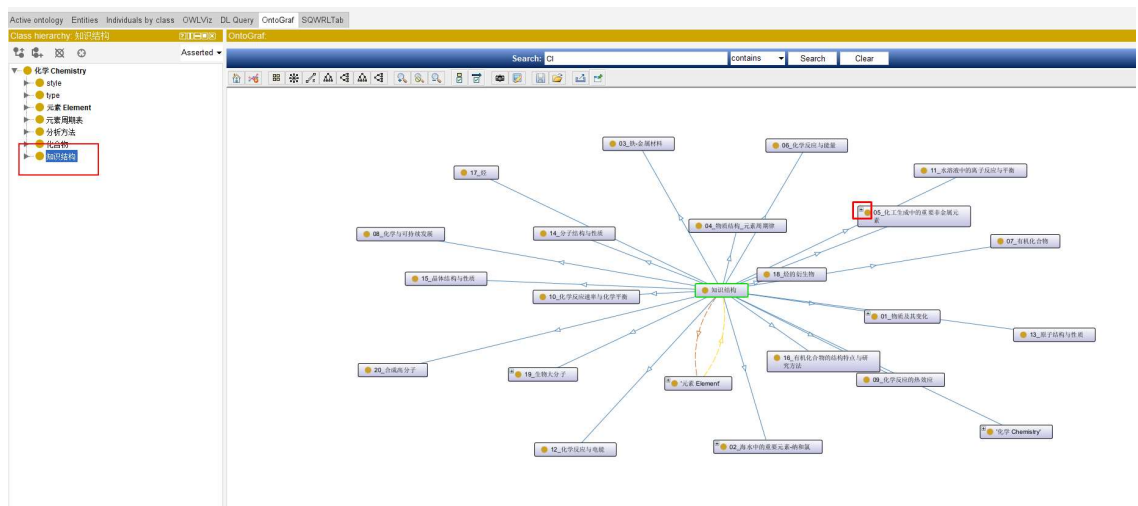 Active ontology Entities Individuals by class OWLViz DL Query OntoGraf SQWRLTab
Class hierarchy: 知识结构
OntoGraf:
Asserted
Search: Cl contains Search Clear
化学 Chemistry
style
type
元素 Element
元素周期表
分析方法
化合物
知识结构
03_铁-金属材料
06_化学反应与能量
17_烃
11_水溶液中的离子反应与平衡
05_化工生成中的重要非金属元
素
04_物质结构_元素周期律
08_化学与可持续发展
14_分子结构与性质
07_有机化合物
15_晶体结构与性质
18_烃的衍生物
知识结构
10_化学反应速率与化学平衡
01_物质及其变化
13_原子结构与性质
16_有机化合物的结构特点与研
究方法
20_合成高分子
19_生物大分子
'元素 Element'
09_化学反应的热效应
'化学 Chemistry'
12_化学反应与电能
02_海水中的重要元素-钠和氯